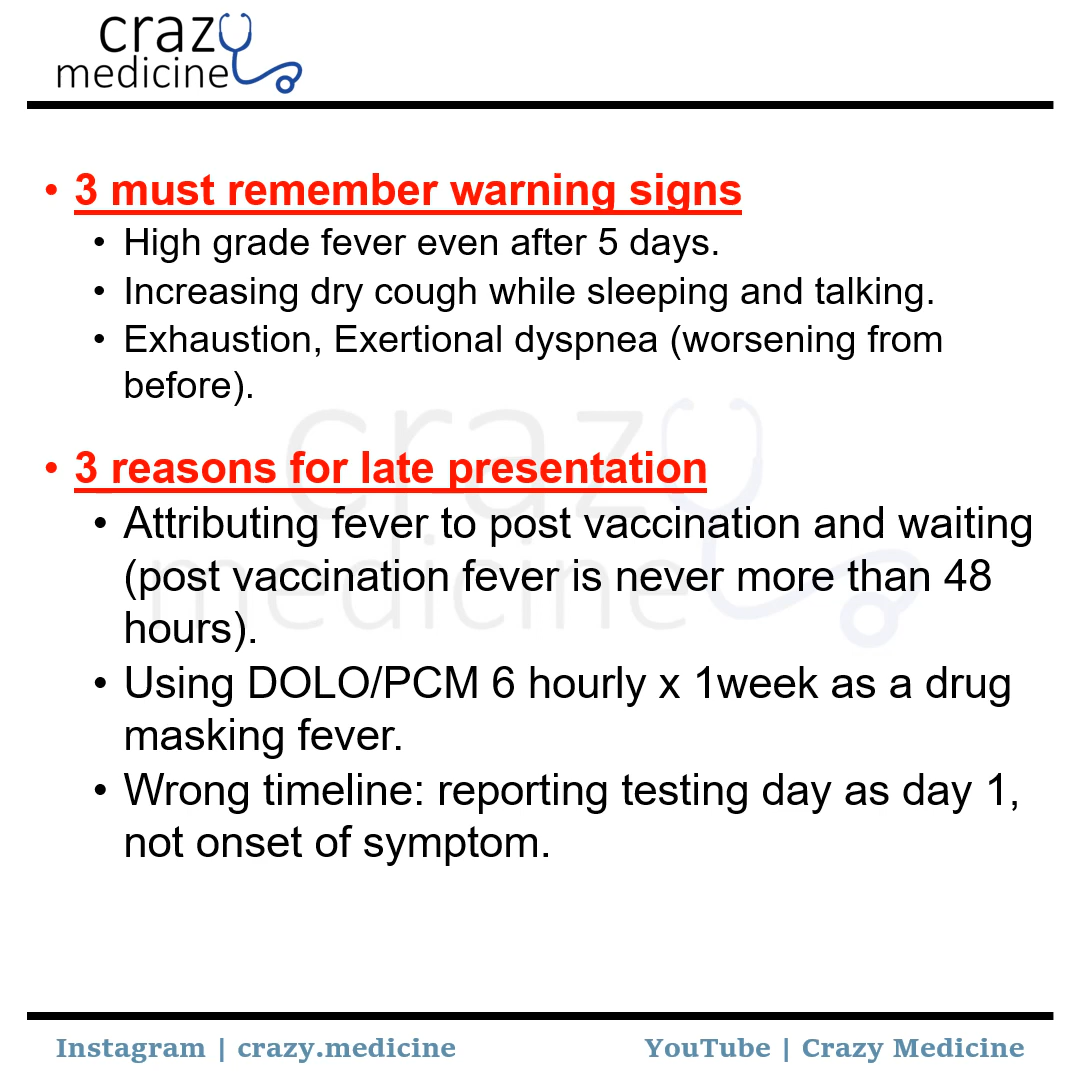 crazy
medicine
• 3 must remember warning signs
• High grade fever even after 5 days.
• Increasing dry cough while sleeping and talking.
• Exhaustion, Exertional dyspnea (worsening from
before).
• 3 reasons for late presentation
• Attributing fever to post vaccination and waiting
(post vaccination fever is never more than 48
hours).
• Using DOLO/PCM 6 hourly x 1week as a drug
masking fever.
• Wrong timeline: reporting testing day as day 1,
not onset of symptom.
crazy
medicine
Instagram | crazy.medicine
YouTube | Crazy Medicine